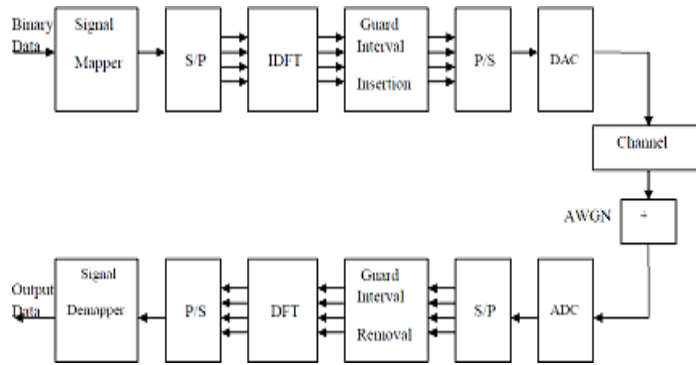 Binary
Data
Signal
Mapper
S/P
IDFT
Guard
Interval
Insertion
P/S
DAC
Channel
AWGN
+
Output
Data
Signal
Demapper
P/S
DFT
Guard
Interval
Removal
S/P
ADC